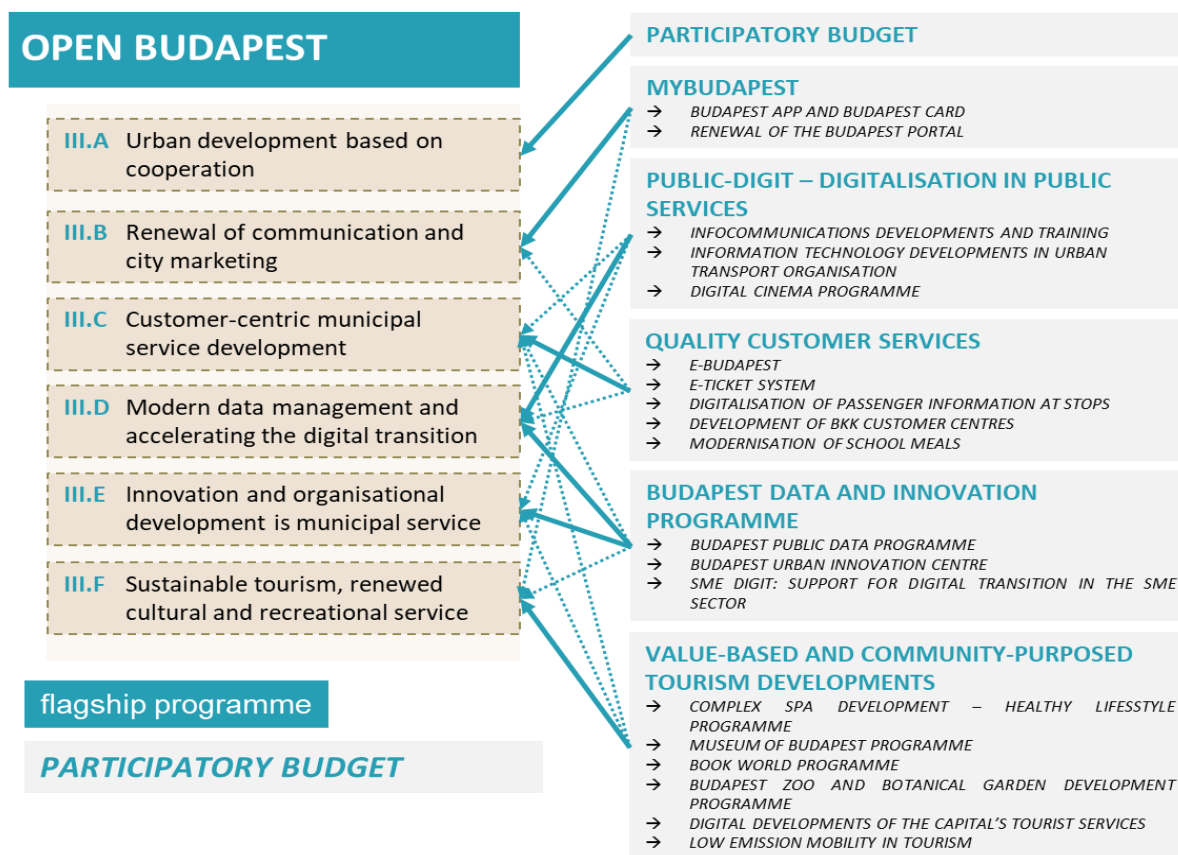 OPEN BUDAPEST
III.A Urban development based on
cooperation
III.B Renewal of communication and
city marketing
III.C Customer-centric municipal
service development
III.D Modern data management and
accelerating the digital transition
III.E Innovation and organisational
development is municipal service
III.F Sustainable tourism, renewed
cultural and recreational service
flagship programme
PARTICIPATORY BUDGET
PARTICIPATORY BUDGET
MYBUDAPEST
→ BUDAPEST APP AND BUDAPEST CARD
→ RENEWAL OF THE BUDAPEST PORTAL
PUBLIC-DIGIT – DIGITALISATION IN PUBLIC
SERVICES
→ INFOCOMMUNICATIONS DEVELOPMENTS AND TRAINING
→ INFORMATION TECHNOLOGY DEVELOPMENTS IN URBAN
TRANSPORT ORGANISATION
→ DIGITAL CINEMA PROGRAMME
QUALITY CUSTOMER SERVICES
→ E-BUDAPEST
→ E-TICKET SYSTEM
→ DIGITALISATION OF PASSENGER INFORMATION AT STOPS
→ DEVELOPMENT OF BKK CUSTOMER CENTRES
→ MODERNISATION OF SCHOOL MEALS
BUDAPEST DATA AND INNOVATION
PROGRAMME
→ BUDAPEST PUBLIC DATA PROGRAMME
→ BUDAPEST URBAN INNOVATION CENTRE
→ SME DIGIT: SUPPORT FOR DIGITAL TRANSITION IN THE SME
SECTOR
VALUE-BASED AND COMMUNITY-PURPOSED
TOURISM DEVELOPMENTS
→ COMPLEX SPA DEVELOPMENT – HEALTHY LIFESSTYLE
PROGRAMME
→ MUSEUM OF BUDAPEST PROGRAMME
→ BOOK WORLD PROGRAMME
→ BUDAPEST ZOO AND BOTANICAL GARDEN DEVELOPMENT
PROGRAMME
→ DIGITAL DEVELOPMENTS OF THE CAPITAL'S TOURIST SERVICES
→ LOW EMISSION MOBILITY IN TOURISM